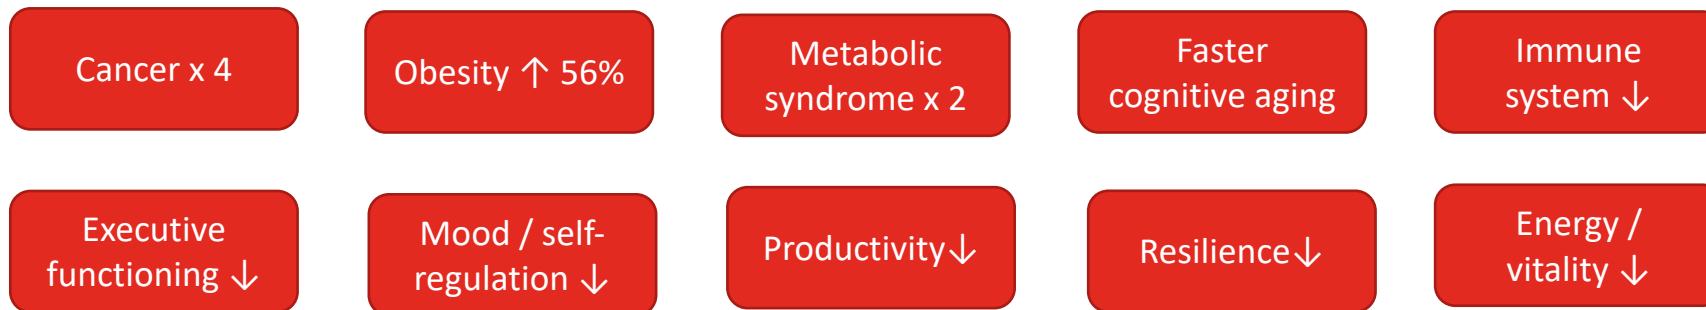 Cancer x 4
Obesity ↑ 56%
Metabolic
syndrome x 2
Faster
cognitive aging
Immune
system ↓
Executive
functioning ↓
Mood / self-
regulation ↓
Productivity↓
Resilience↓
Energy /
vitality ↓